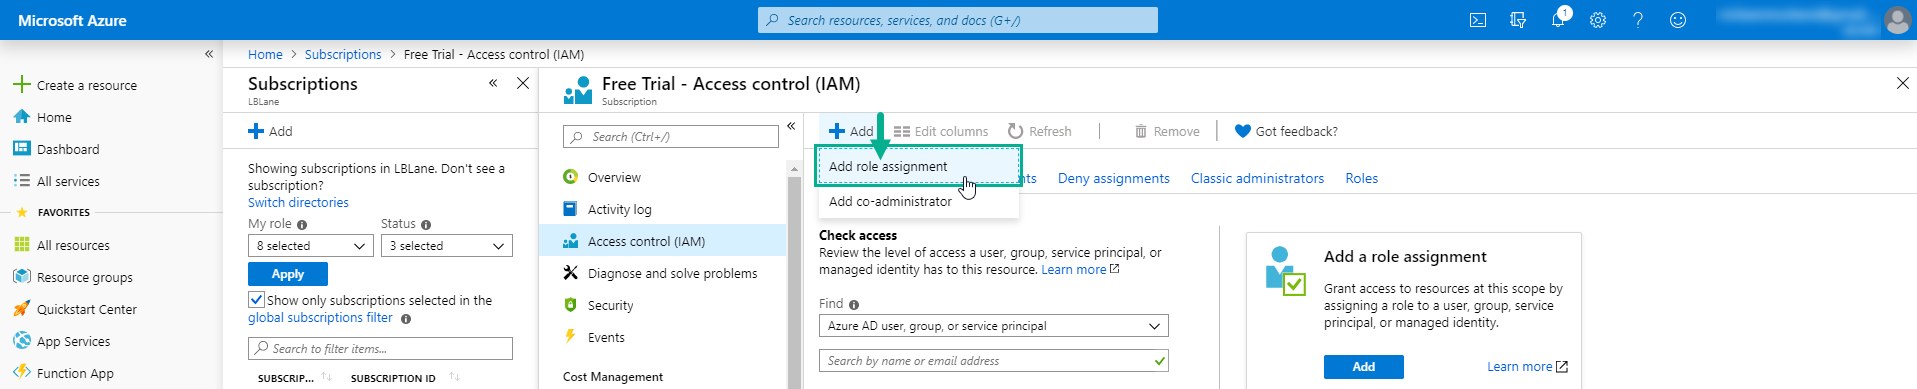 Microsoft Azure
Search resources, services, and docs (G+/)
1
Home > Subscriptions > Free Trial - Access control (IAM)
Create a resource
Home
Dashboard
All services
FAVORITES
All resources
Resource groups
Quickstart Center
App Services
Function App
Subscriptions
LBLane
Add
Showing subscriptions in LBLane. Don't see a
subscription?
Switch directories
My role
Status
8 selected
3 selected
Apply
Show only subscriptions selected in the
global subscriptions filter
Search to filter items...
SUBSCRIP...
SUBSCRIPTION ID
Free Trial - Access control (IAM)
Subscription
Search (Ctrl+/)
Overview
Activity log
Access control (IAM)
Diagnose and solve problems
Security
Events
Cost Management
Add
Edit columns
Refresh
Remove
Got feedback?
Add role assignment
Add co-administrator
Deny assignments
Classic administrators
Roles
Check access
Review the level of access a user, group, service principal, or
managed identity has to this resource. Learn more
Find
Azure AD user, group, or service principal
Search by name or email address
Add a role assignment
Grant access to resources at this scope by
assigning a role to a user, group, service
principal, or managed identity.
Add
Learn more